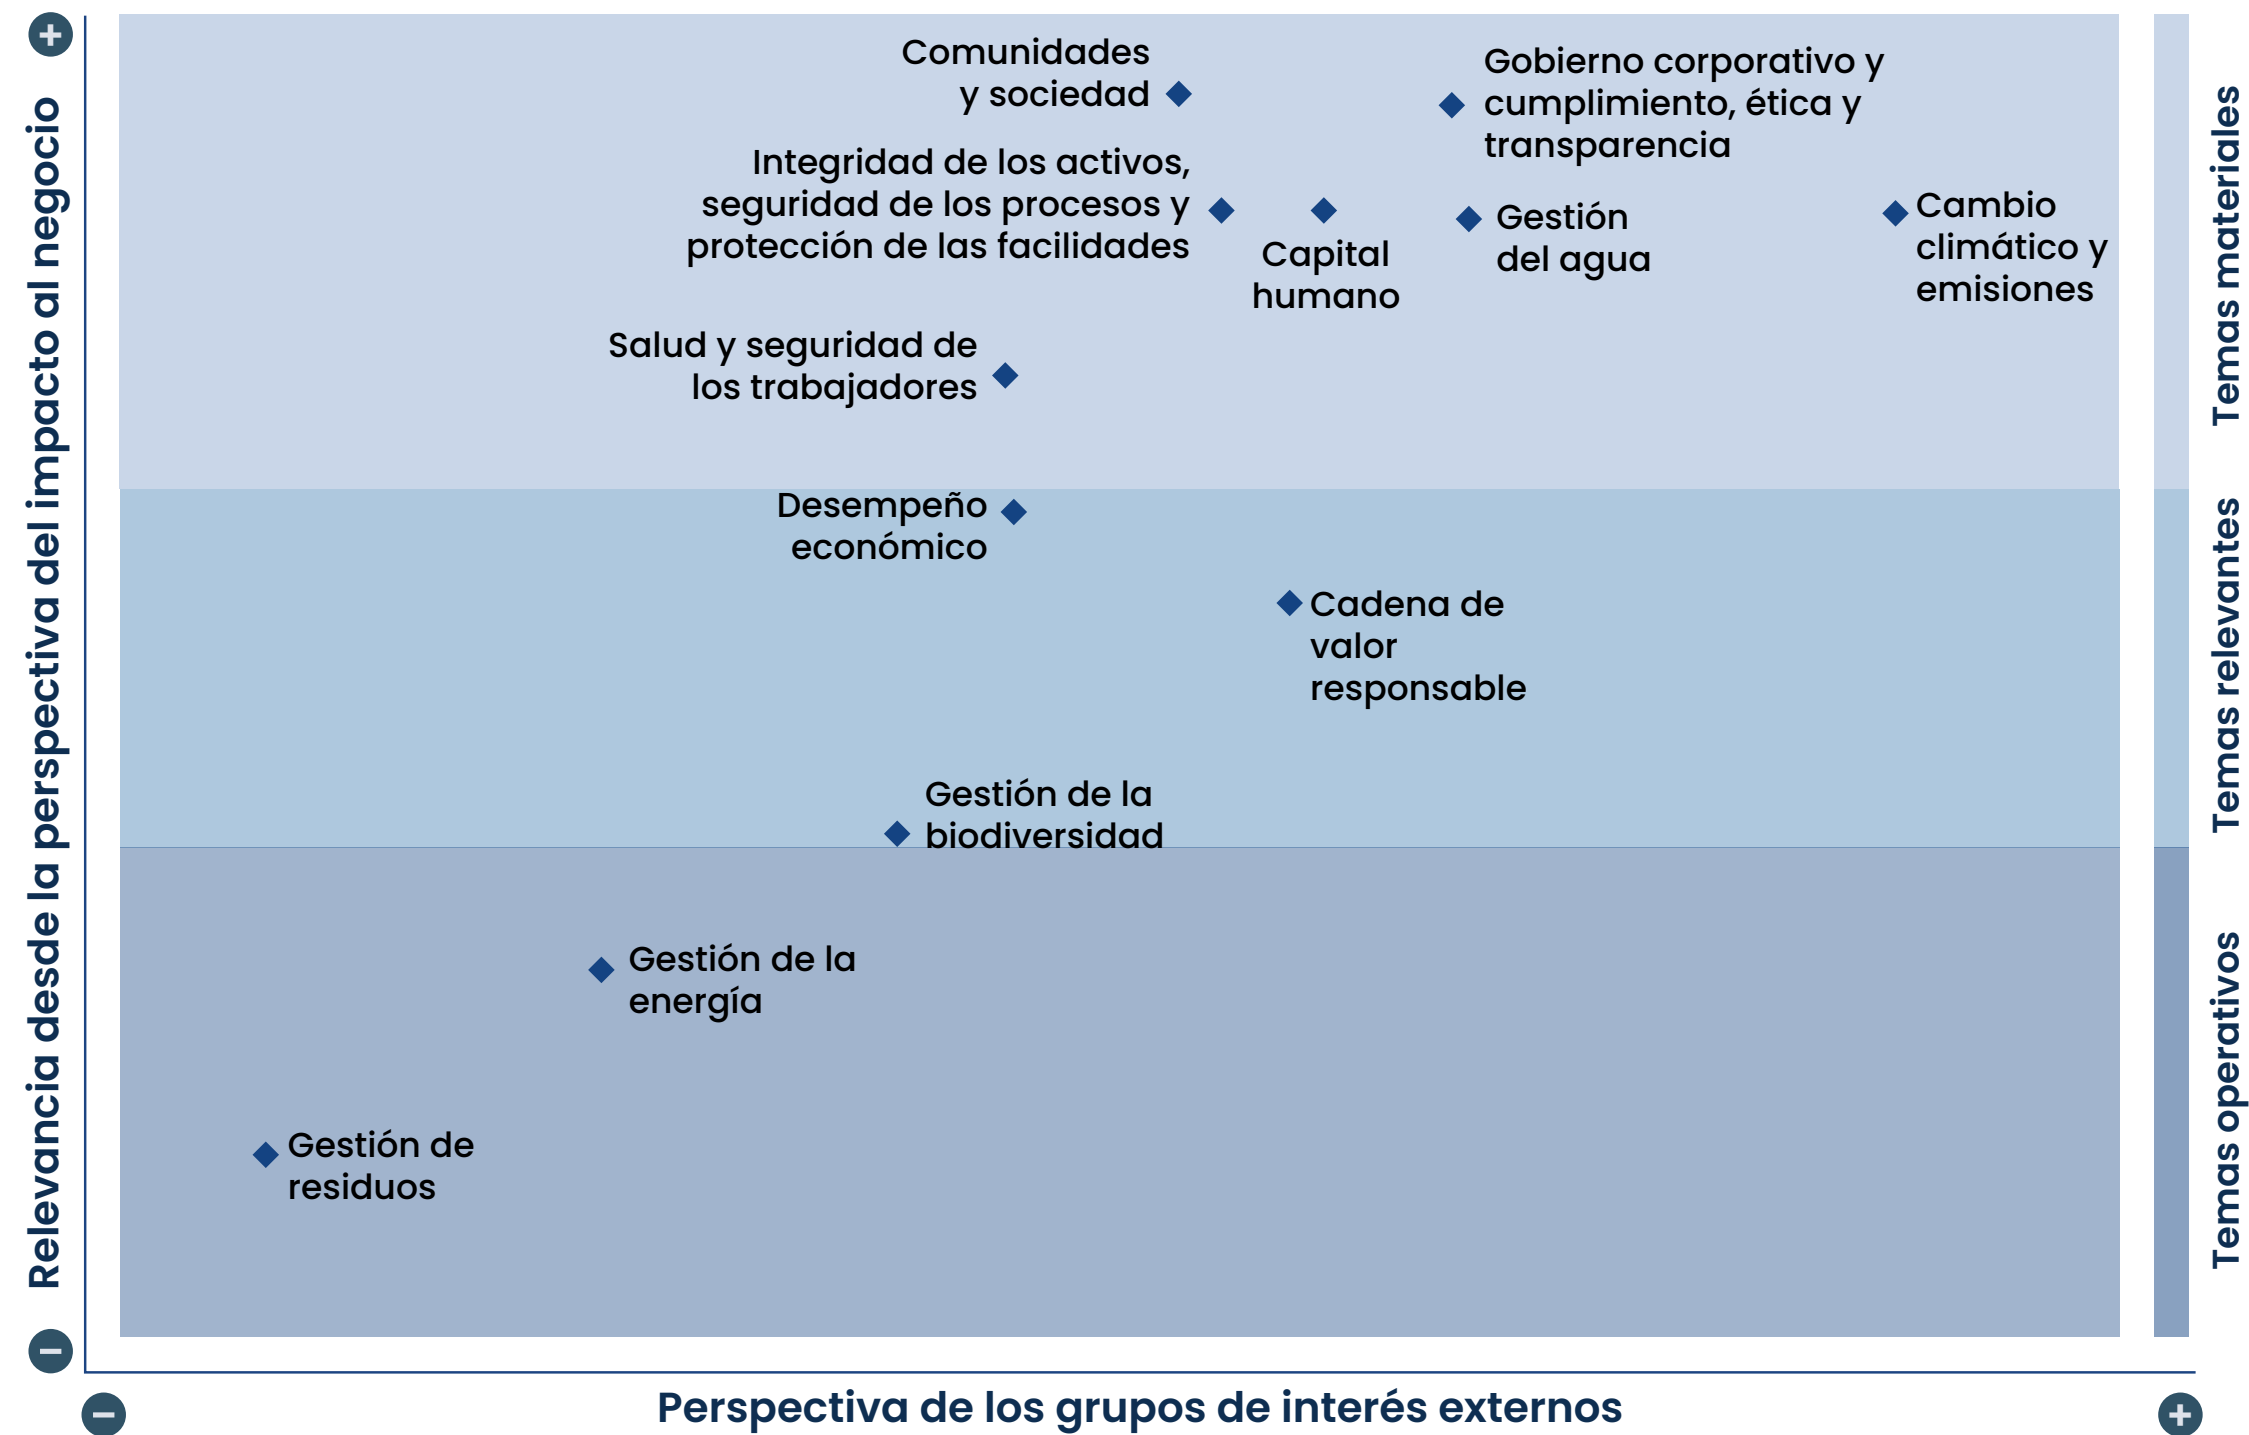 Relevancia desde la perspectiva del impacto al negocio
Comunidades
y sociedad
Gobierno corporativo y
cumplimiento, ética y
transparencia
Integridad de los activos,
seguridad de los procesos y
protección de las facilidades
Capital
humano
Gestión
del agua
Cambio
climático y
emisiones
Salud y seguridad de
los trabajadores
Temas materiales
Desempeño
económico
Cadena de
valor
responsable
Gestión de la
biodiversidad
Temas relevantes
Gestión de la
energía
Gestión de
residuos
Temas operativos
Perspectiva de los grupos de interés externos